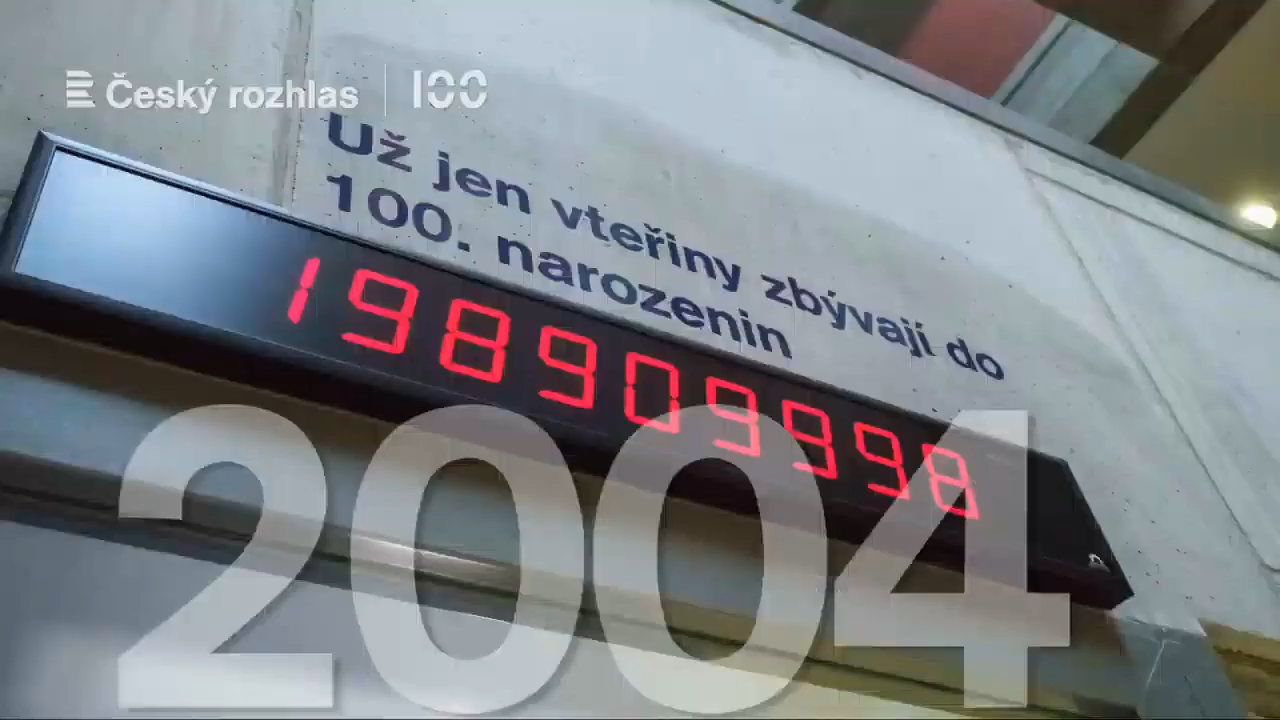 Český rozhlas 100
Už jen vteřiny zbývají do
100. narozenin
198909998
2004